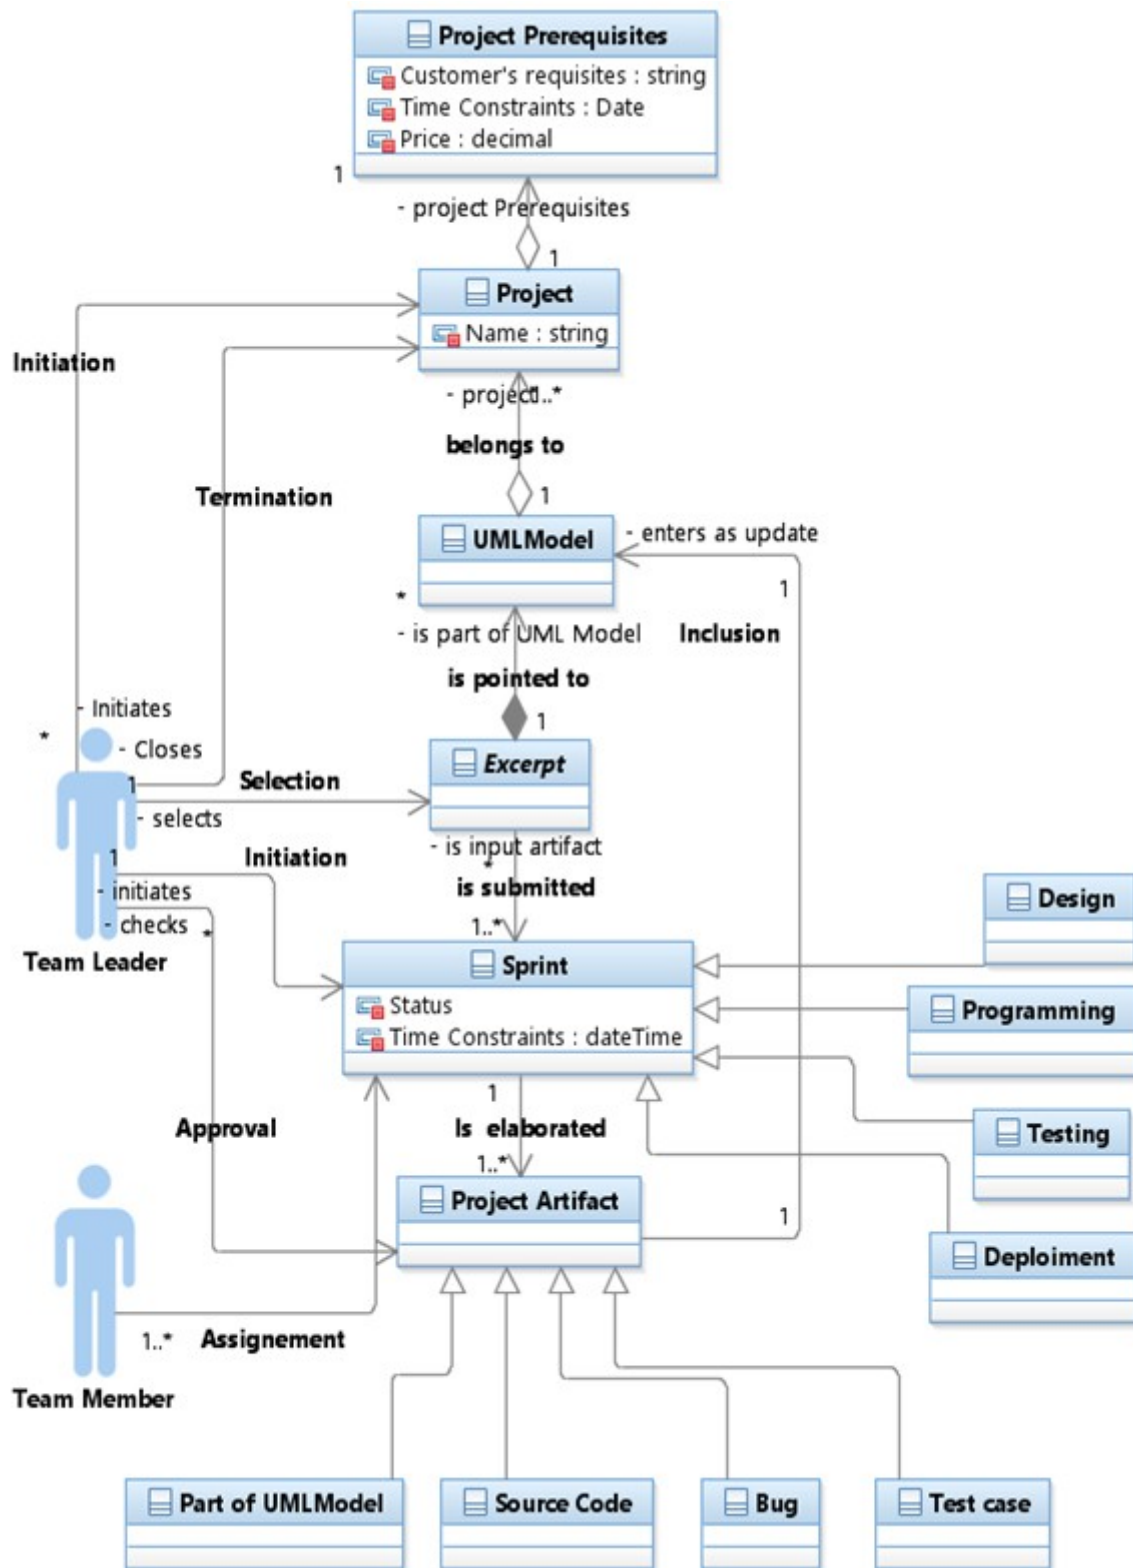 Project Prerequisites
Customer's requisites : string
Time Constraints : Date
Price : decimal
1
- project Prerequisites
1
Project
Name : string
Initiation
- project
1..*
belongs to
Termination
1
UMLModel
- enters as update
1
*
- is part of UML Model
Inclusion
is pointed to
- Initiates
*
1
- Closes
Excerpt
1
Selection
- selects
- is input artifact
1
Initiation
*
is submitted
- initiates
- checks
*
1..*
Design
Team Leader
Sprint
Status
Time Constraints : dateTime
Programming
1
Approval
Is elaborated
Testing
1..*
Project Artifact
1
Deploiment
1..*
Assignement
Team Member
Part of UMLModel
Source Code
Bug
Test case